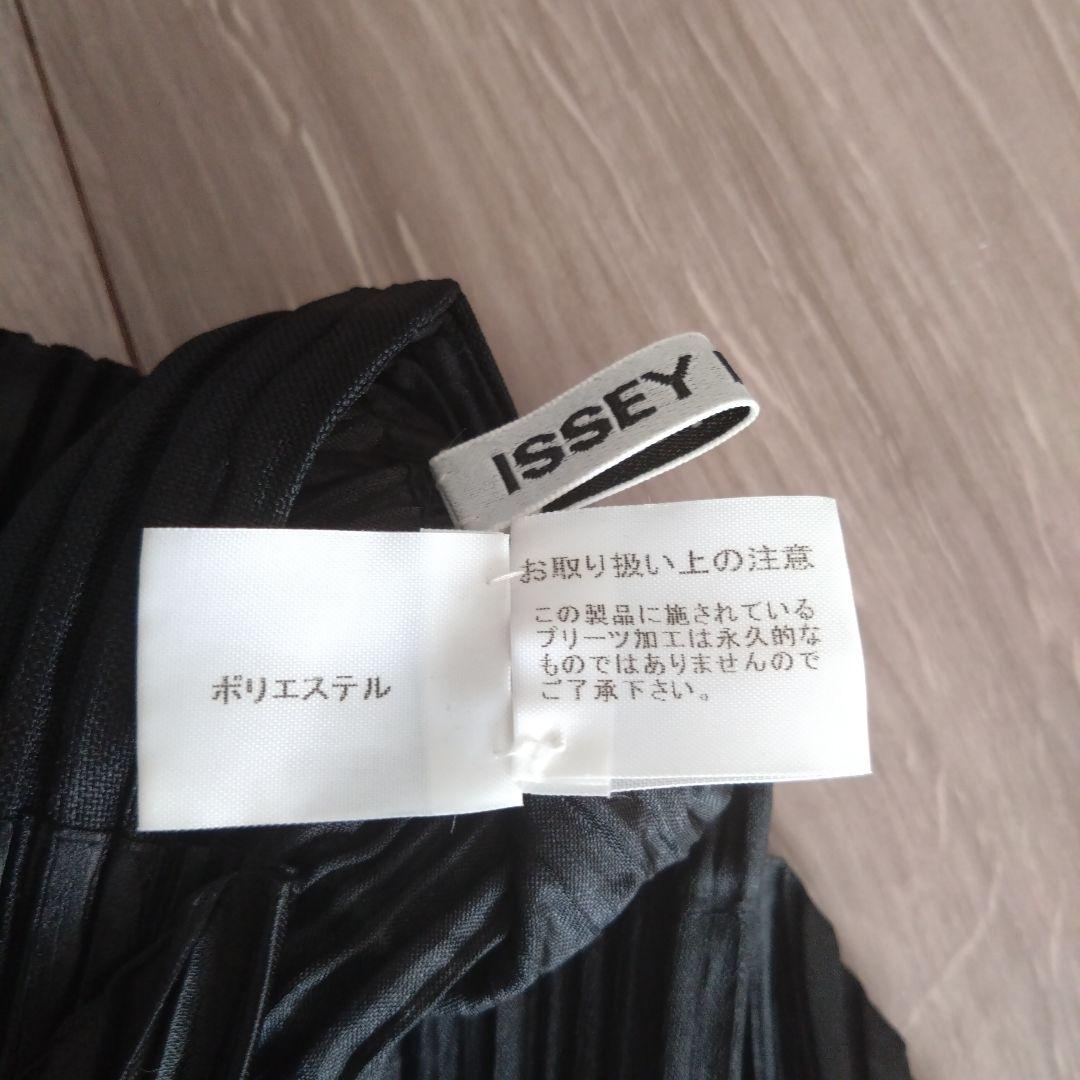 ISSEY
ポリエステル
お取り扱い上の注意
この製品に施されている
プリーツ加工は永久的な
ものではありませんので
ご了承下さい。